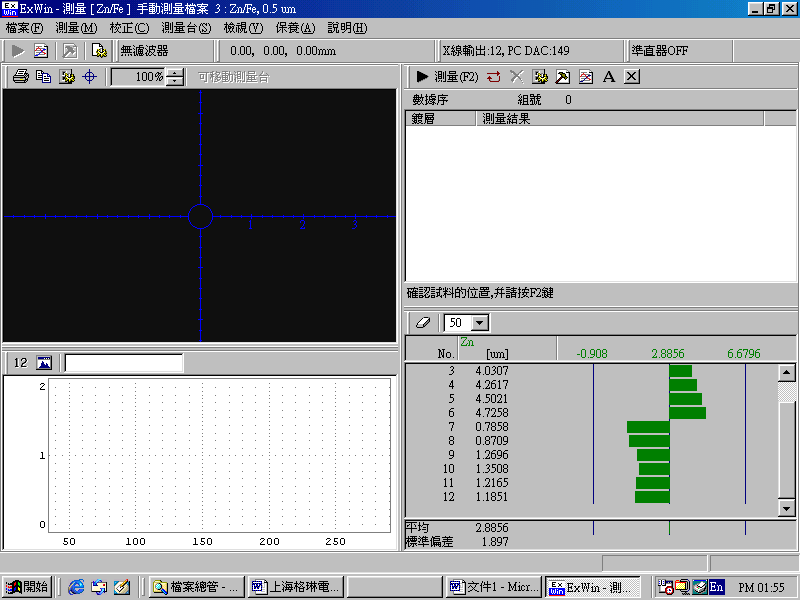 ExWin - 測量 [ Zn/Fe ] 手動測量檔案 3 : Zn/Fe, 0.5 um
檔案(F) 測量(M) 校正(C) 測量台(S) 檢視(V) 保養(A) 說明(H)
無濾波器 0.00, 0.00, 0.00mm X線輸出:12, PC DAC:149 準直器OFF
100% 可移動測量台
測量(F2) A
數據序 組號 0
鍍層 測量結果
1 2 3
確認試料的位置,并請按F2鍵
50
12
Zn
No. [um] -0.908 2.8856 6.6796
3 4.0307
4 4.2617
5 4.5021
6 4.7258
7 0.7858
8 0.8709
9 1.2696
10 1.3508
11 1.2165
12 1.1851
平均 2.8856
標準偏差 1.897
2
1
0
50 100 150 200 250
開始 檔案總管 - ... 上海格琳電... 文件1 - Micr... ExWin - 測... En PM 01:55